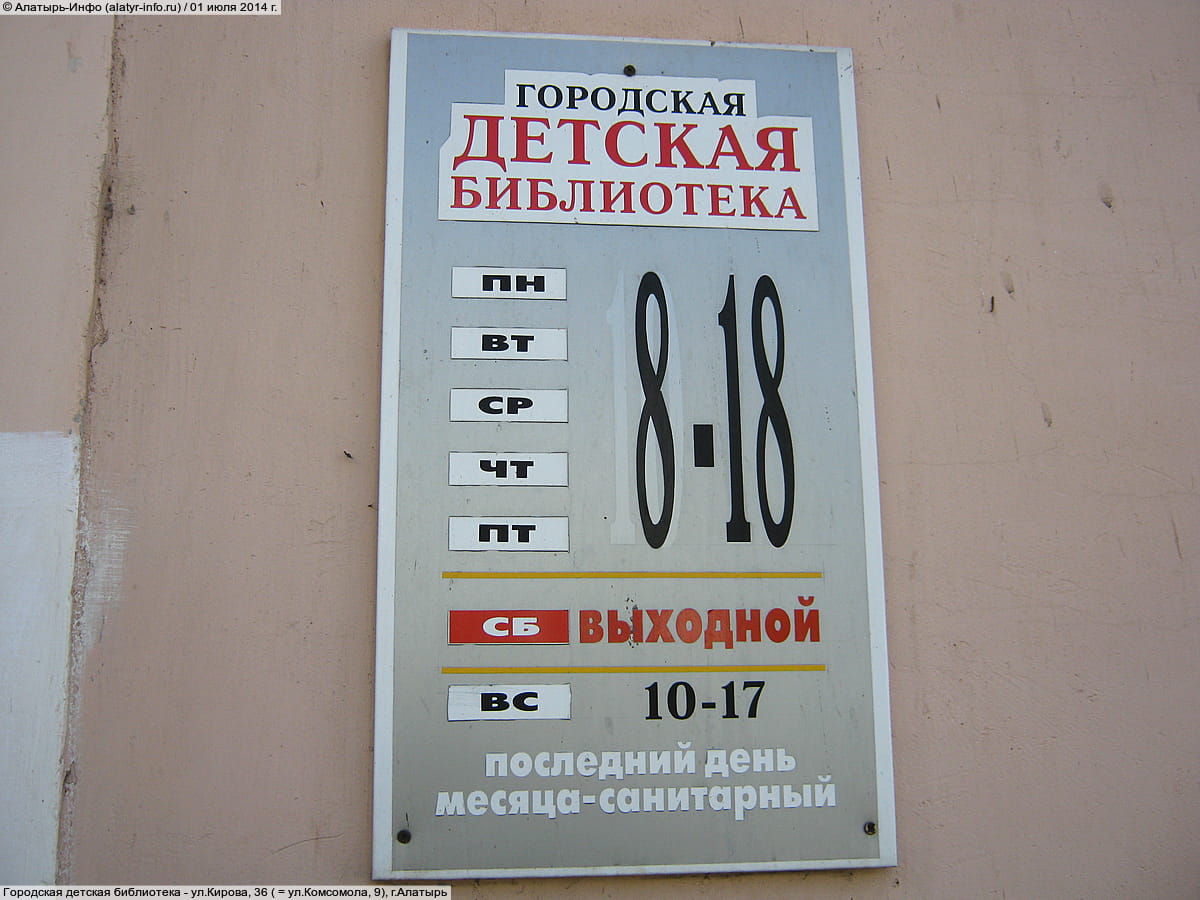 © Алатырь-Инфо (alatyr-info.ru) / 01 июля 2014 г.
ГОРОДСКАЯ
ДЕТСКАЯ
БИБЛИОТЕКА
ПН
ВТ
СР
ЧТ
ПТ
8-18
СБ ВЫХОДНОЙ
ВС 10-17
последний день
месяца-санитарный
Городская детская библиотека - ул.Кирова, 36 ( = ул.Комсомола, 9), г.Алатырь